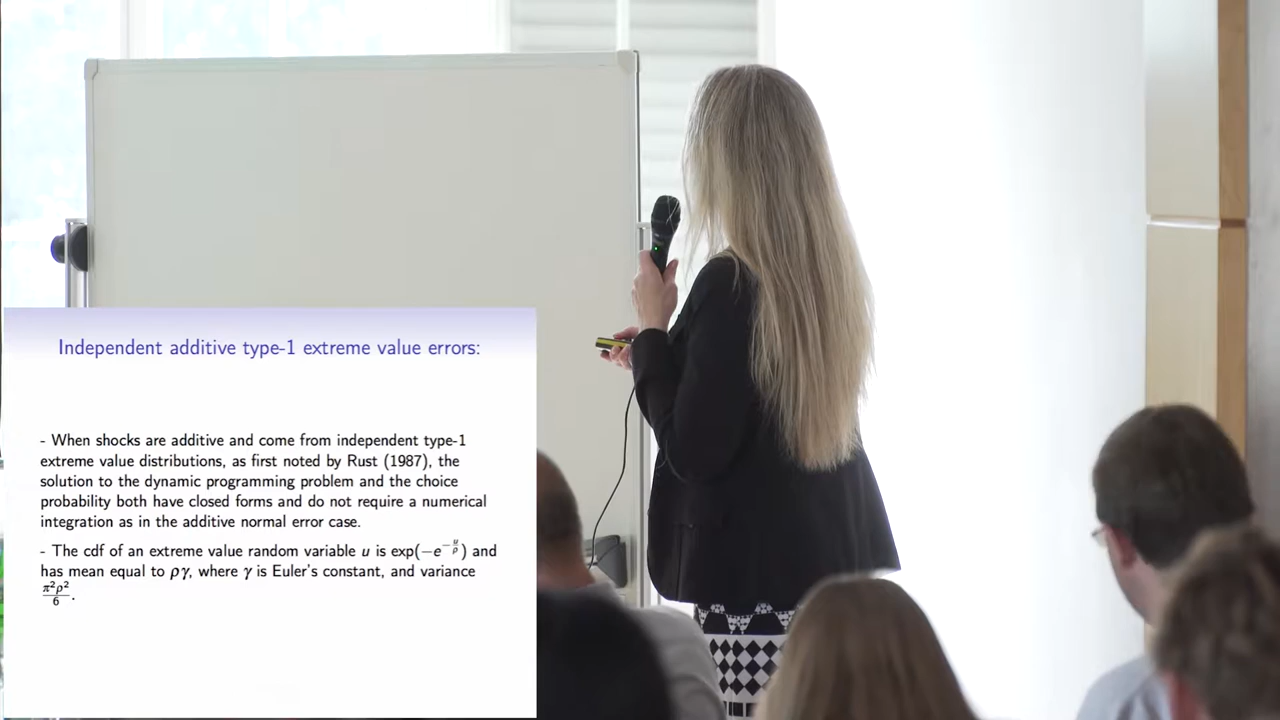 Independent additive type-1 extreme value errors:
- When shocks are additive and come from independent type-1
extreme value distributions, as first noted by Rust (1987), the
solution to the dynamic programming problem and the choice
probability both have closed forms and do not require a numerical
integration as in the additive normal error case.
- The cdf of an extreme value random variable u is exp(−e^{−\frac{u}{ρ}}) and
has mean equal to ργ, where γ is Euler's constant, and variance
\frac{π²ρ²}{6}.